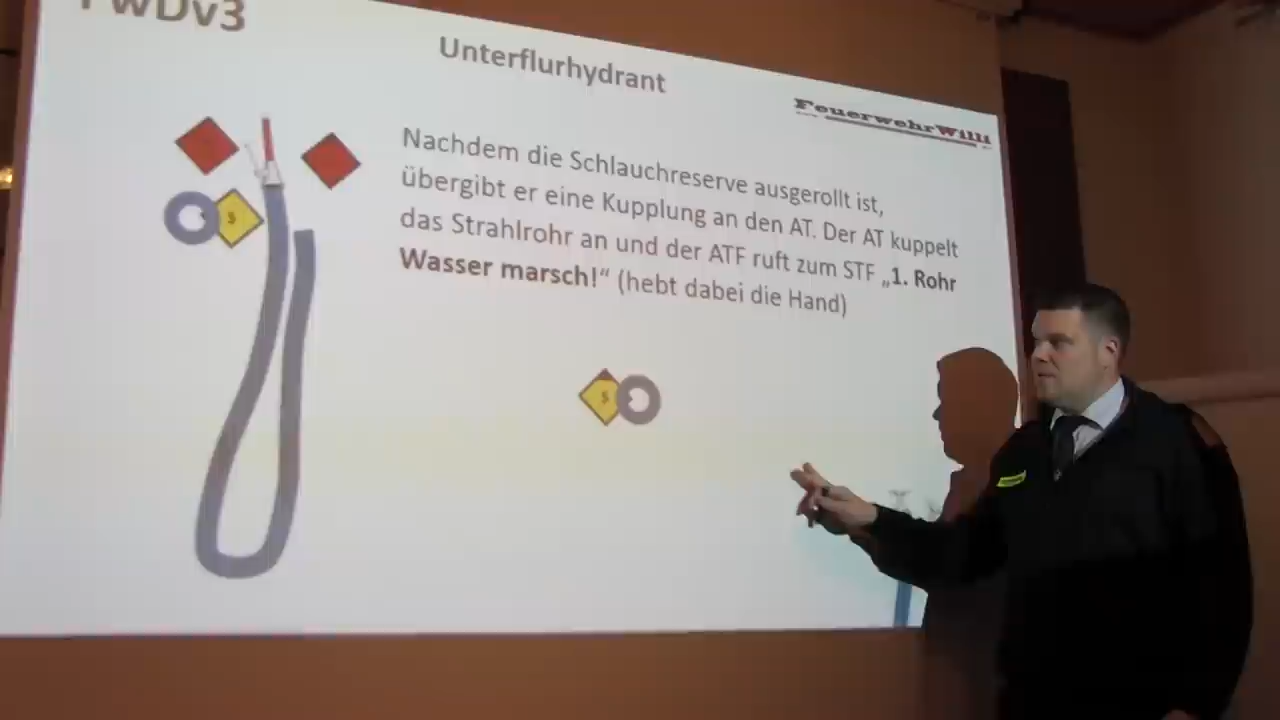 FwDv3
Unterflurhydrant
FeuerwehrWilli
Nachdem die Schlauchreserve ausgerollt ist,
übergibt er eine Kupplung an den AT. Der AT kuppelt
das Strahlrohr an und der ATF ruft zum STF „1. Rohr
Wasser marsch!“ (hebt dabei die Hand)
S
S